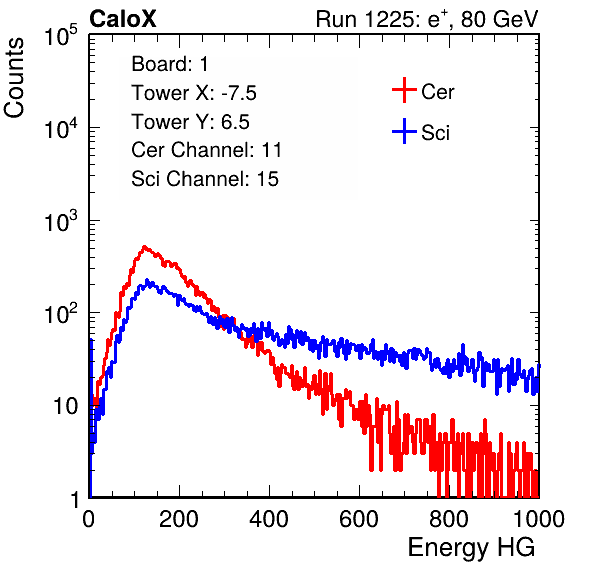 CaloX Run 1225: e⁺, 80 GeV
Counts
10⁵
10⁴
10³
10²
10
1
Board: 1
Tower X: -7.5
Tower Y: 6.5
Cer Channel: 11
Sci Channel: 15
Cer
Sci
0 200 400 600 800 1000
Energy HG